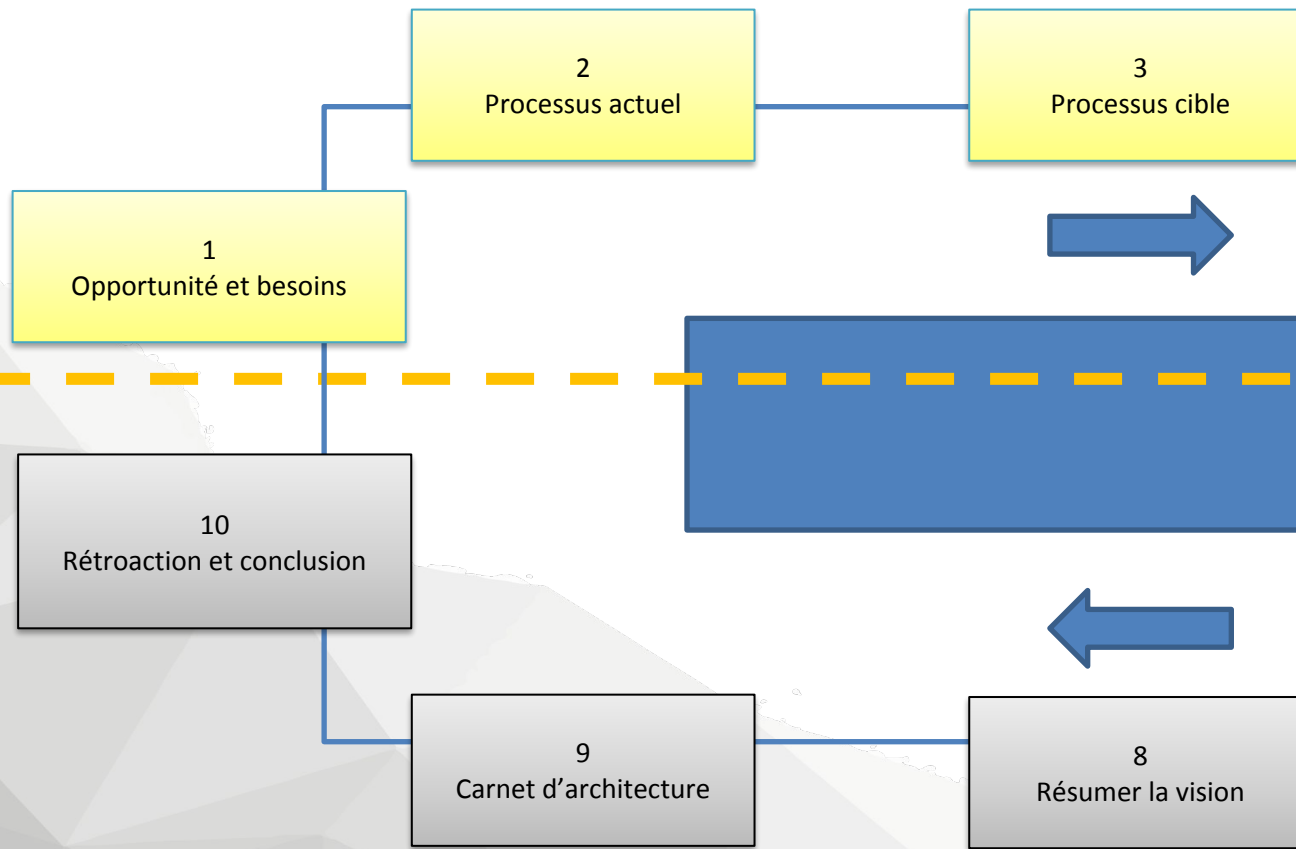 2
Processus actuel
3
Processus cible
1
Opportunité et besoins
10
Rétroaction et conclusion
9
Carnet d’architecture
8
Résumer la vision